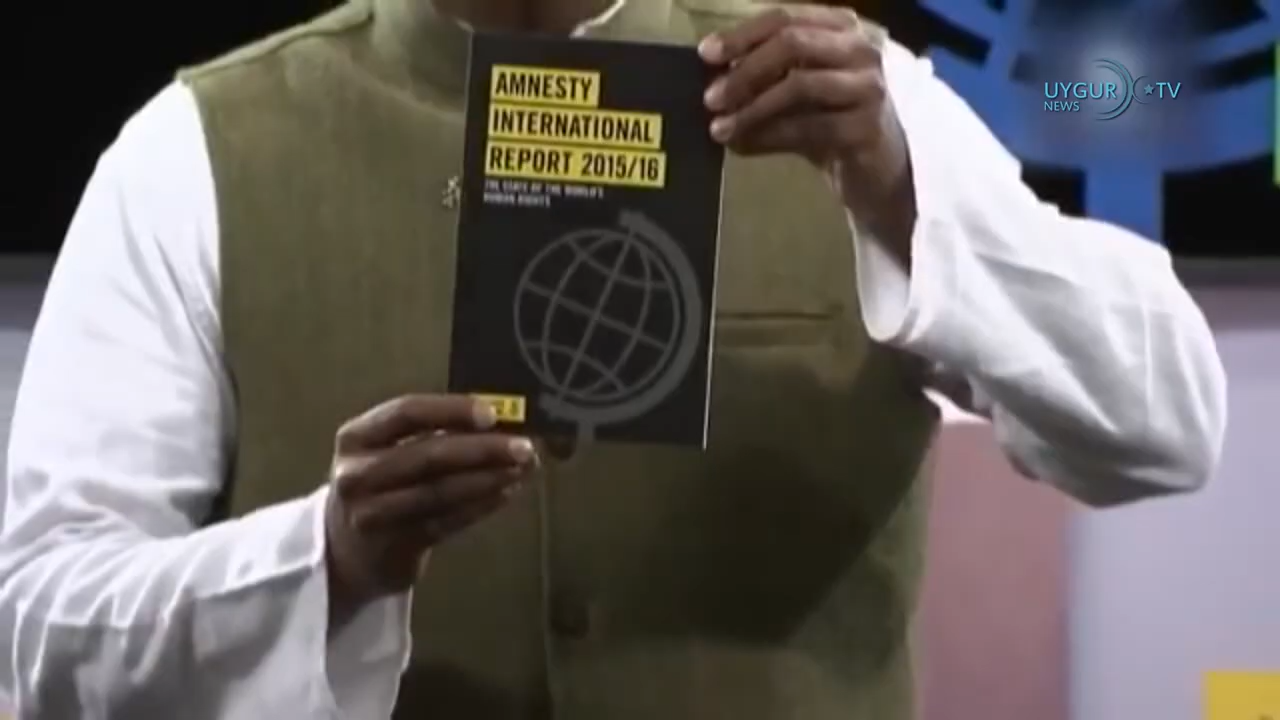 AMNESTY
INTERNATIONAL
REPORT 2015/16
THE STATE OF THE WORLD'S
HUMAN RIGHTS
UYGUR TV
NEWS